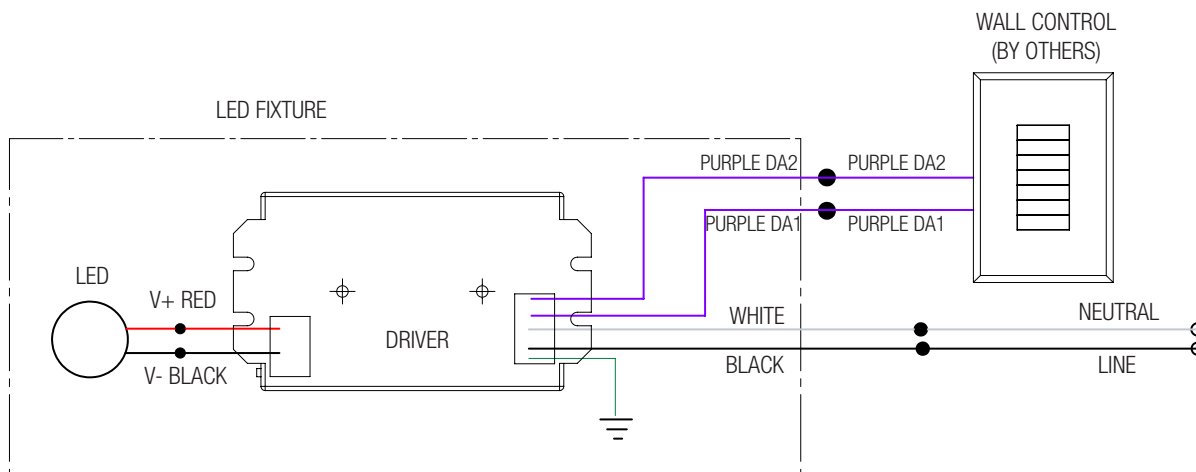 WALL CONTROL
(BY OTHERS)
LED FIXTURE
PURPLE DA2
PURPLE DA2
PURPLE DA1
PURPLE DA1
LED
V+ RED
V- BLACK
DRIVER
WHITE
NEUTRAL
BLACK
LINE